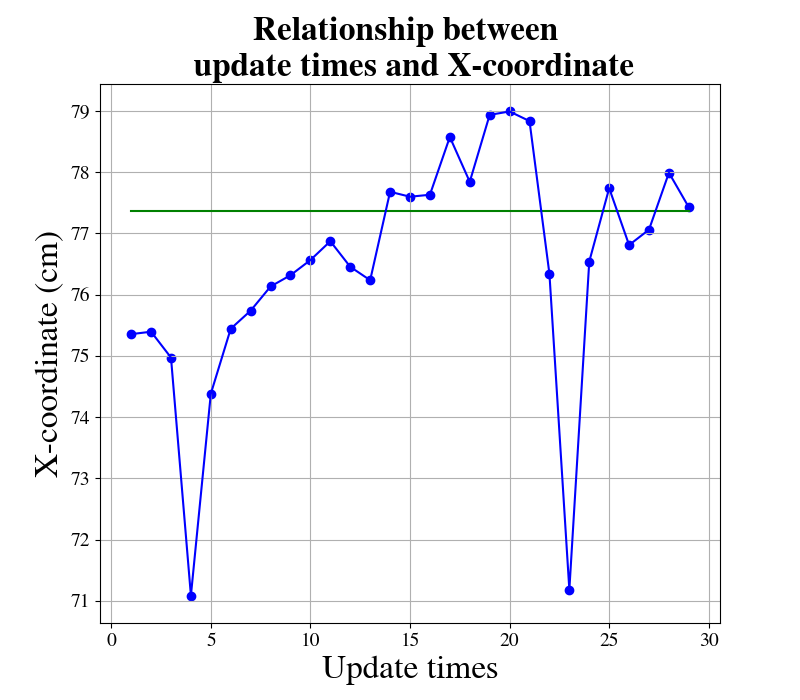 Relationship between
update times and X-coordinate
79
78
77
76
75
74
73
72
71
X-coordinate (cm)
0 5 10 15 20 25 30
Update times